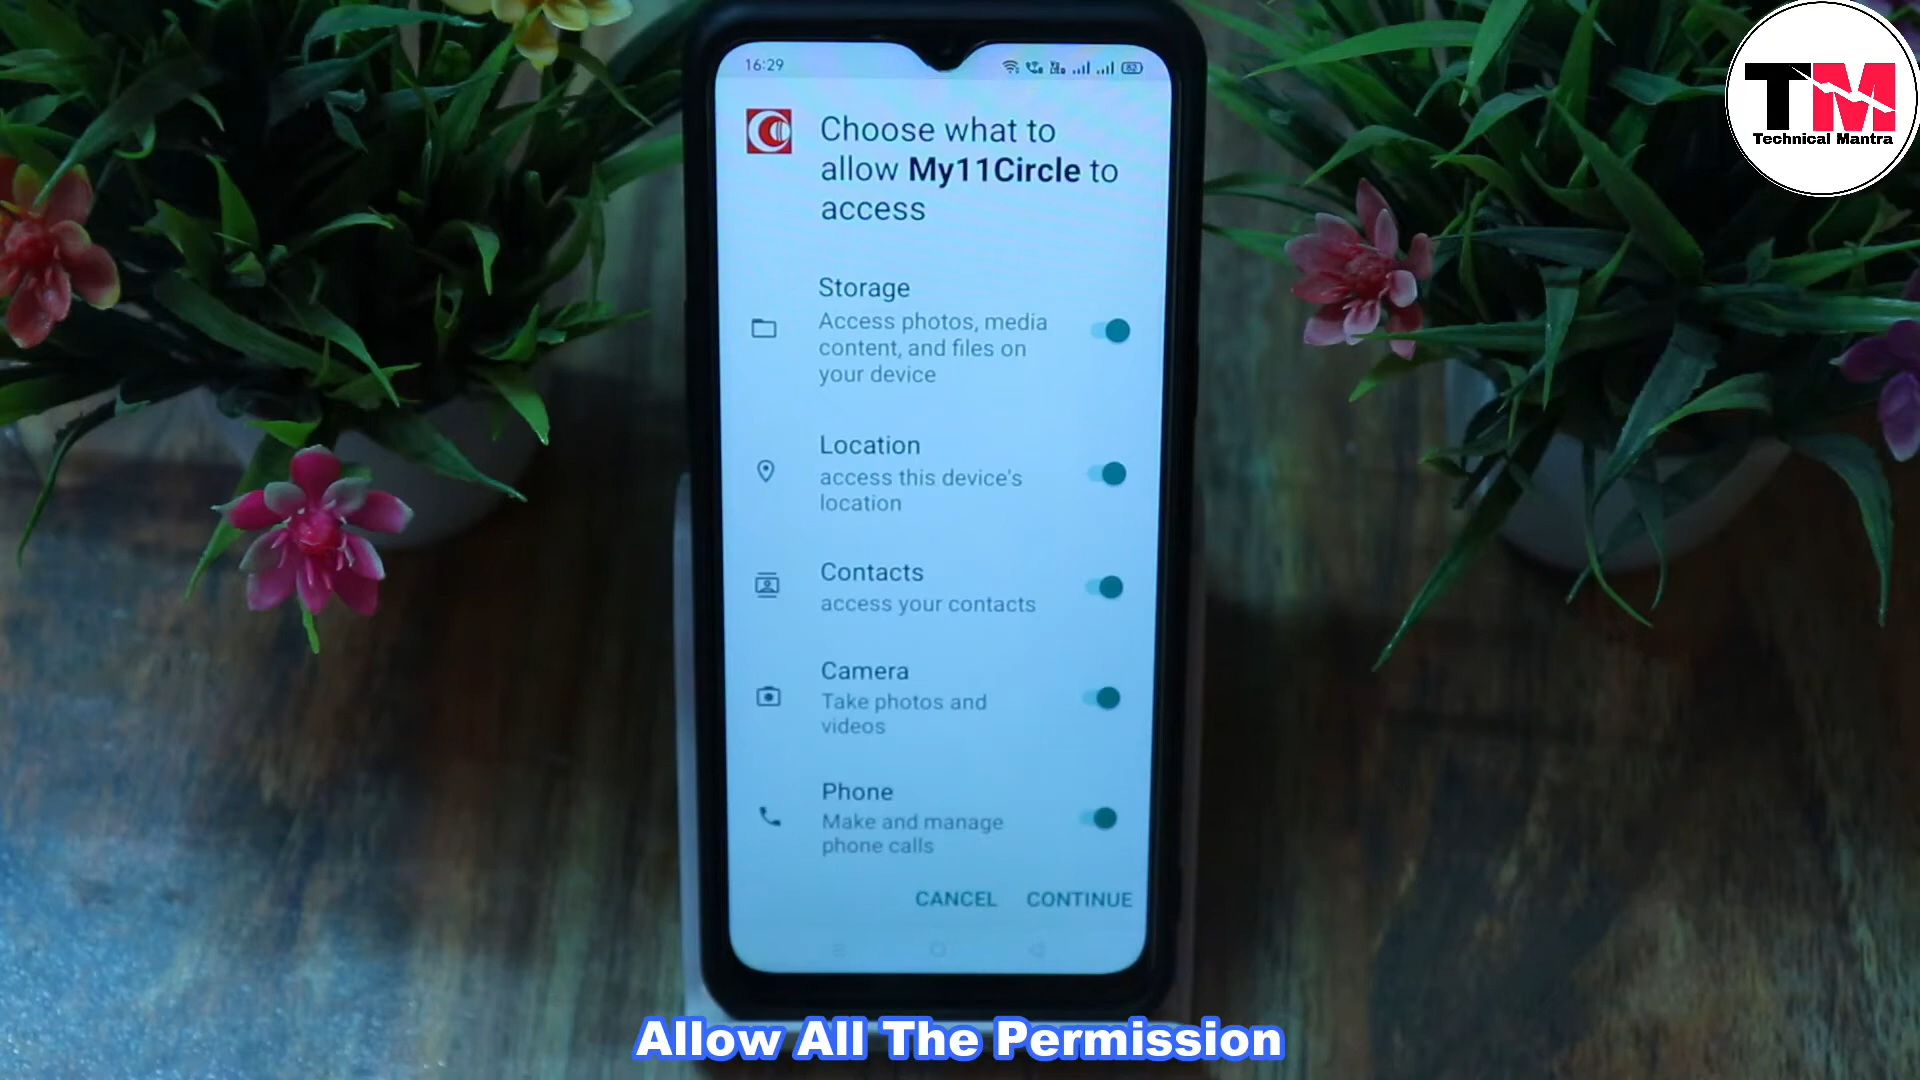 16:29
82
TM
Technical Mantra
Choose what to
allow My11Circle to
access
Storage
Access photos, media
content, and files on
your device
Location
access this device's
location
Contacts
access your contacts
Camera
Take photos and
videos
Phone
Make and manage
phone calls
CANCEL CONTINUE
Allow All The Permission